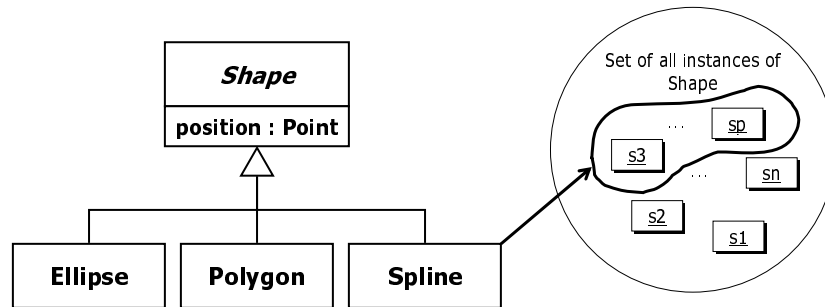 Shape
position : Point
Ellipse
Polygon
Spline
Set of all instances of
Shape
... sp
s3
... sn
s2
s1